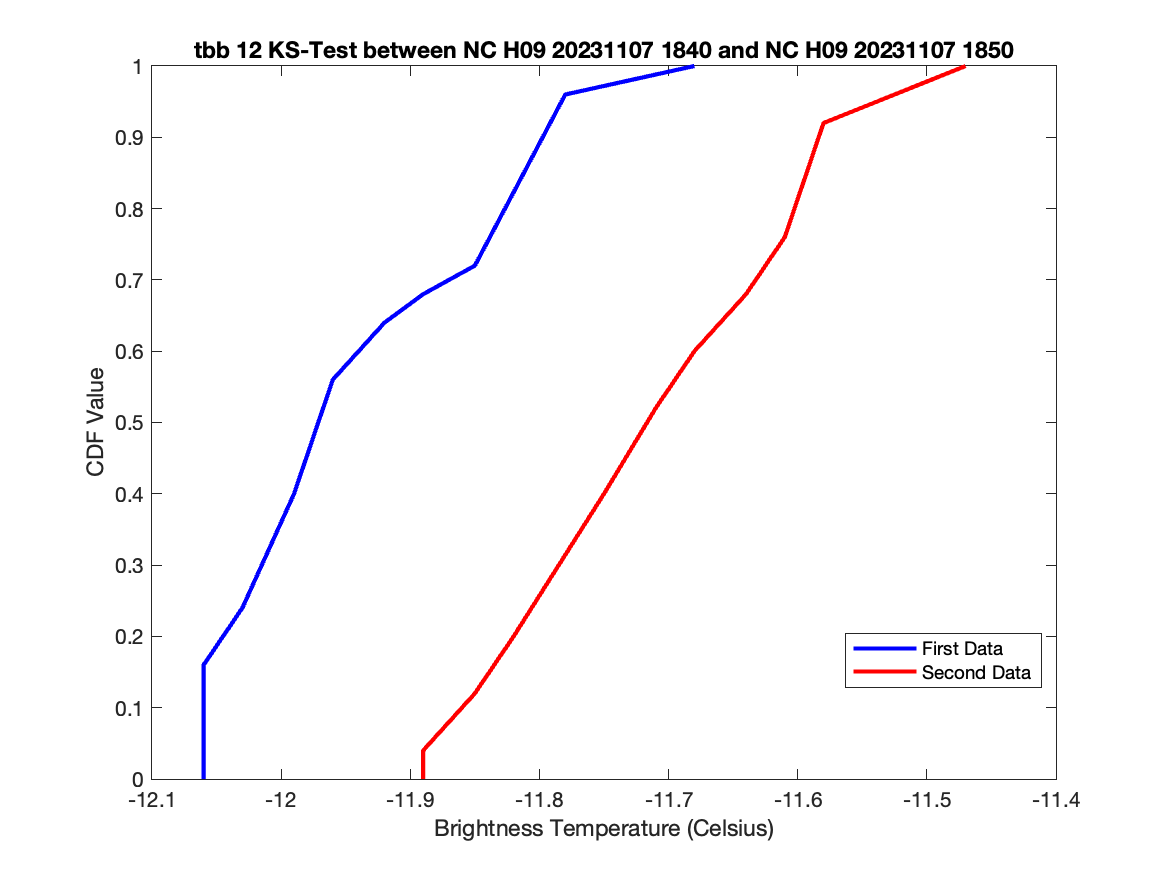 tbb 12 KS-Test between NC H09 20231107 1840 and NC H09 20231107 1850
1
0.9
0.8
0.7
0.6
0.5
0.4
0.3
0.2
0.1
0
CDF Value
First Data
Second Data
-12.1 -12 -11.9 -11.8 -11.7 -11.6 -11.5 -11.4
Brightness Temperature (Celsius)